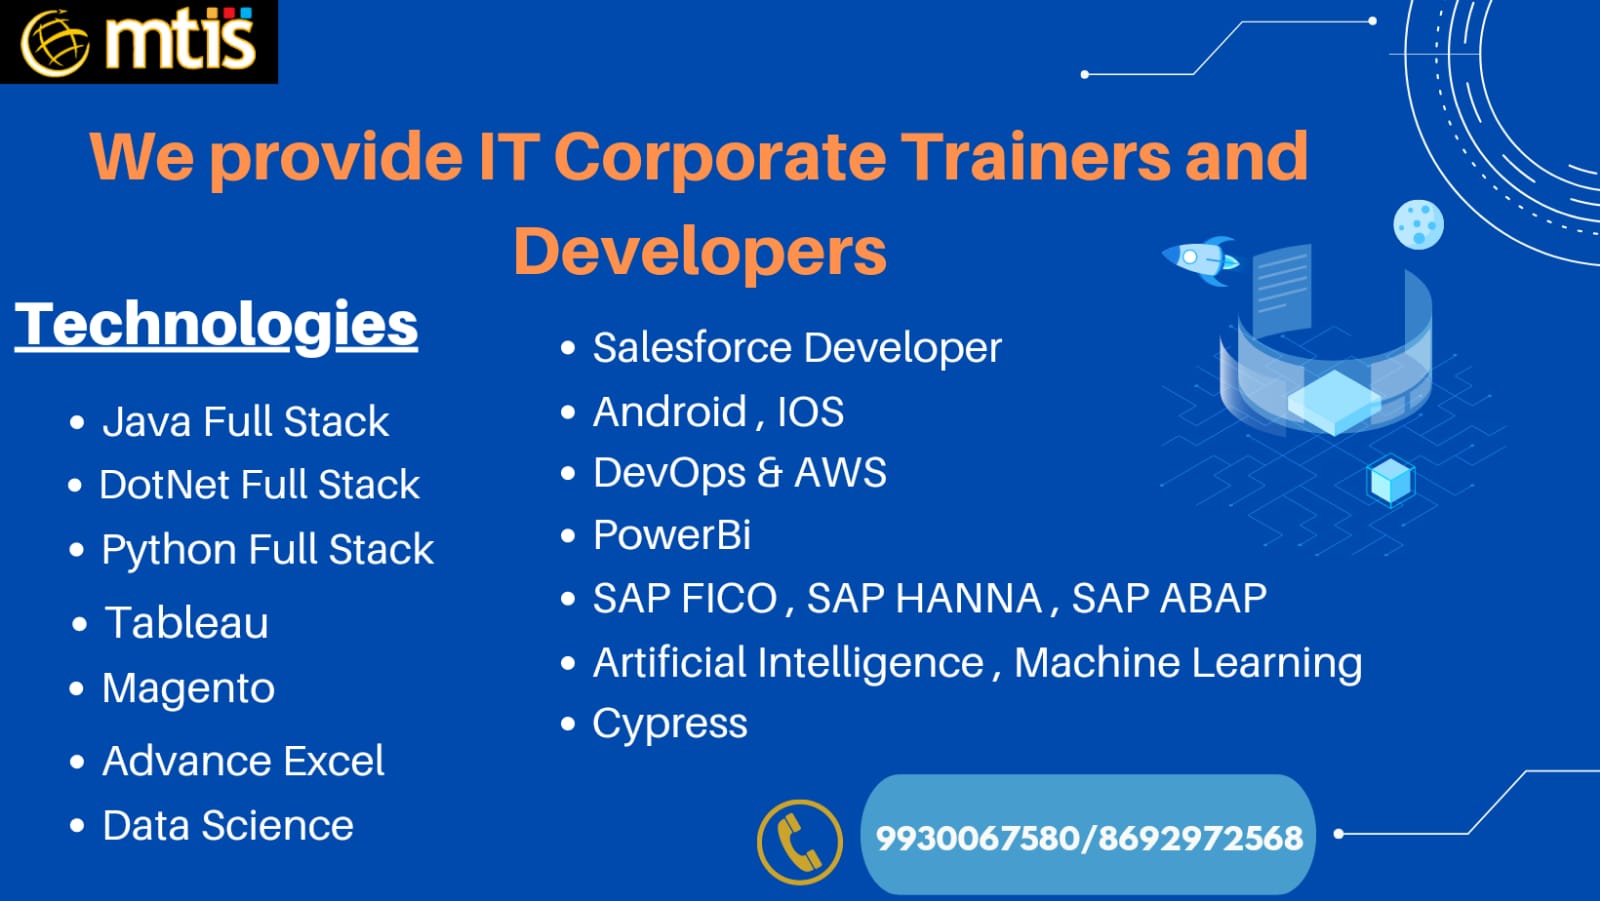 mtis
We provide IT Corporate Trainers and
Developers
Technologies
Java Full Stack
DotNet Full Stack
Python Full Stack
Tableau
Magento
Advance Excel
Data Science
Salesforce Developer
Android , IOS
DevOps & AWS
PowerBi
SAP FICO , SAP HANNA , SAP ABAP
Artificial Intelligence , Machine Learning
Cypress
9930067580/8692972568